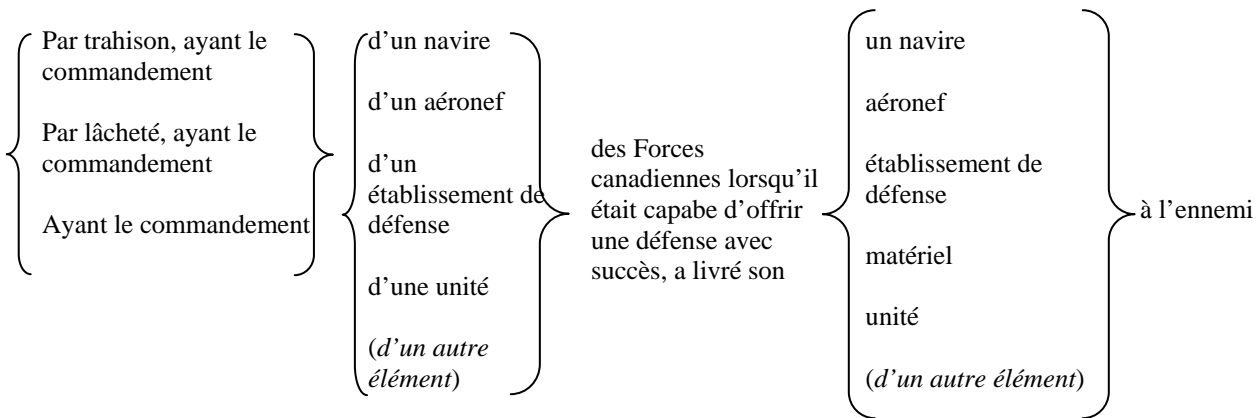 Par trahison, ayant le
commandement
Par lâcheté, ayant le
commandement
Ayant le commandement
d’un navire
d’un aéronef
d’un
établissement de
défense
d’une unité
(d’un autre
élément)
des Forces
canadiennes lorsqu’il
était capabe d’offrir
une défense avec
succès, a livré son
un navire
aéronef
établissement de
défense
matériel
unité
(d’un autre élément)
à l’ennemi